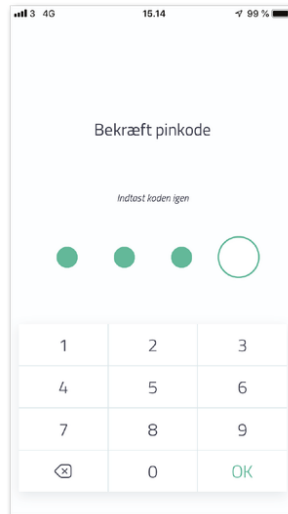 3 4G 15.14 99 %
Bekræft pinkode
Indtast koden igen
1 2 3
4 5 6
7 8 9
0 OK